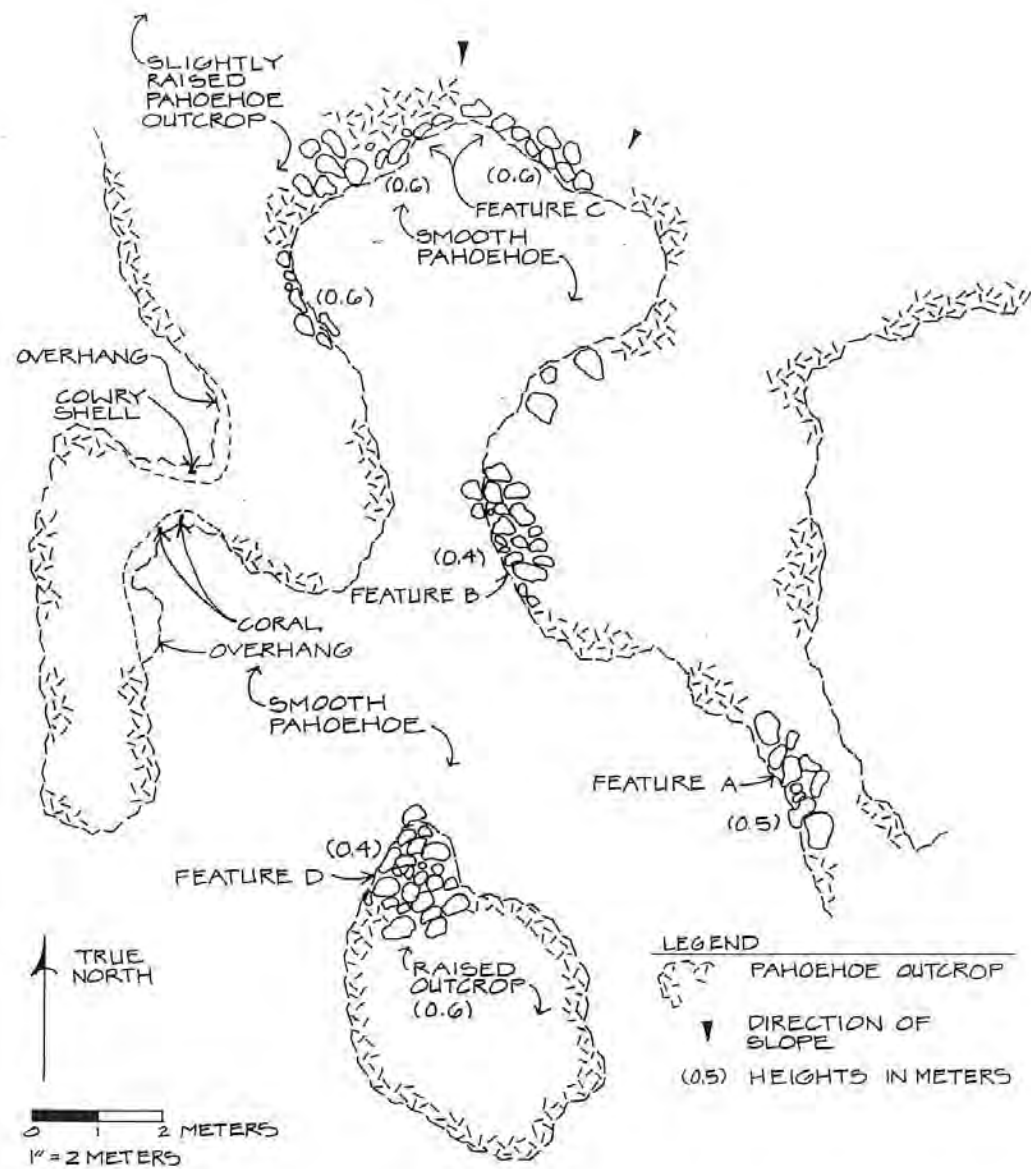 SLIGHTLY
RAISED
PAHOEHOE
OUTCROP
(0.6)
(0.6)
FEATURE C
SMOOTH
PAHOEHOE
(0.6)
OVERHANG
COWRY
SHELL
(0.4)
FEATURE B
CORAL
OVERHANG
SMOOTH
PAHOEHOE
FEATURE A
(0.5)
(0.4)
FEATURE D
RAISED
OUTCROP
(0.6)
TRUE
NORTH
0 1 2 METERS
1" = 2 METERS
LEGEND
PAHOEHOE OUTCROP
DIRECTION OF
SLOPE
(0.5) HEIGHTS IN METERS